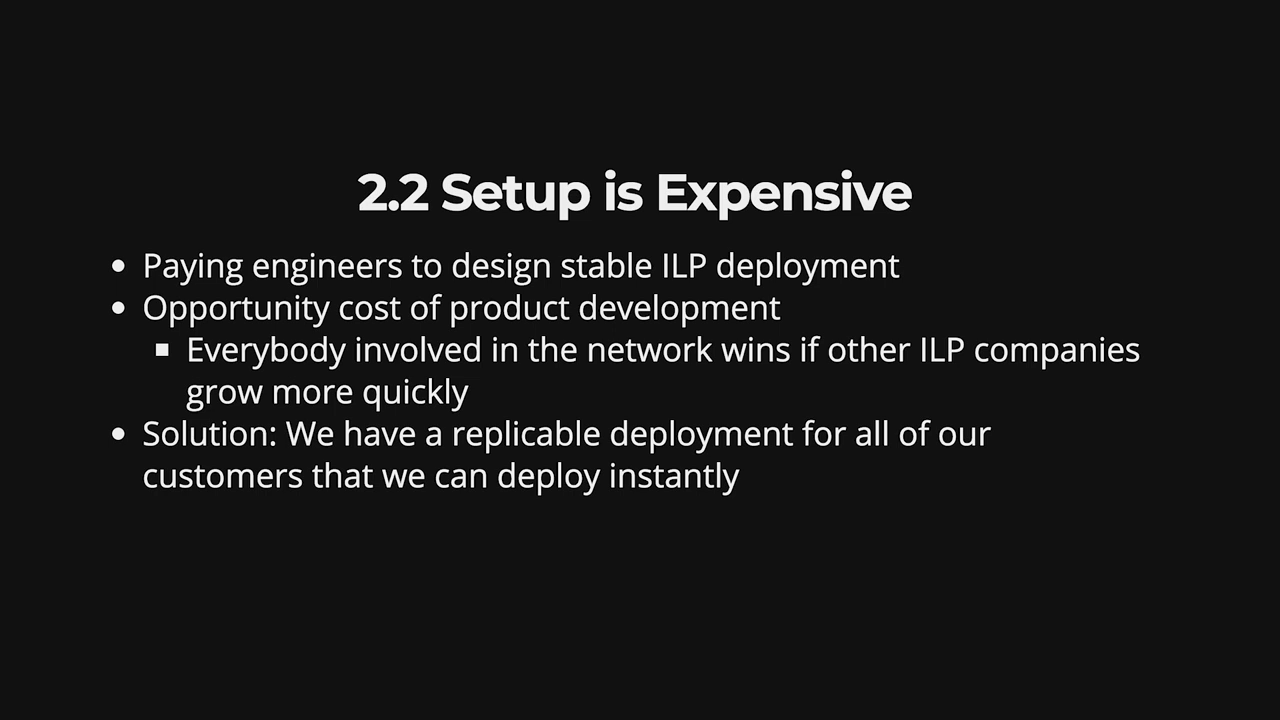 2.2 Setup is Expensive
Paying engineers to design stable ILP deployment
Opportunity cost of product development
Everybody involved in the network wins if other ILP companies
grow more quickly
Solution: We have a replicable deployment for all of our
customers that we can deploy instantly